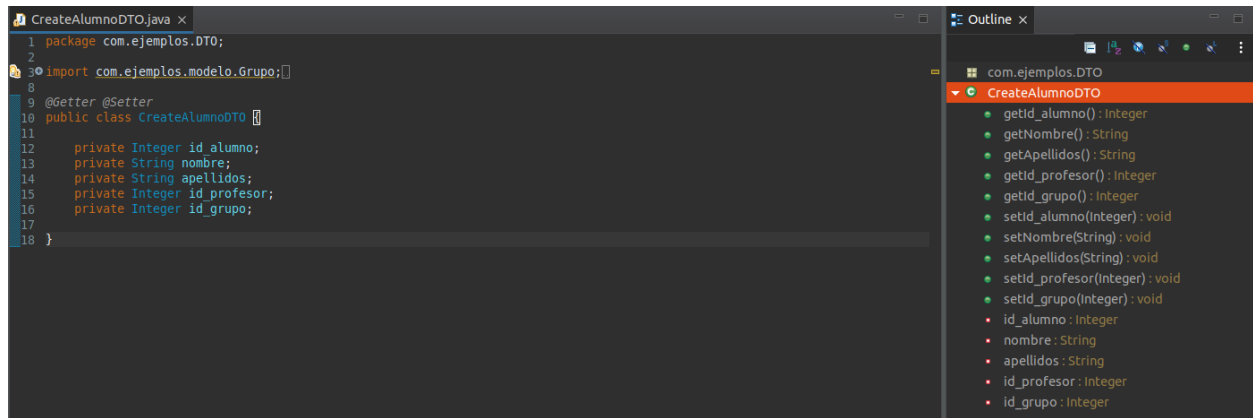 CreateAlumnoDTO.java ×
1 package com.ejemplos.DTO;
2
3 import com.ejemplos.modelo.Grupo;
8
9 @Getter @Setter
10 public class CreateAlumnoDTO {
11
12 private Integer id_alumno;
13 private String nombre;
14 private String apellidos;
15 private Integer id_profesor;
16 private Integer id_grupo;
17
18 }
Outline ×
com.ejemplos.DTO
CreateAlumnoDTO
getId_alumno() : Integer
getNombre() : String
getApellidos() : String
getId_profesor() : Integer
getId_grupo() : Integer
setId_alumno(Integer) : void
setNombre(String) : void
setApellidos(String) : void
setId_profesor(Integer) : void
setId_grupo(Integer) : void
id_alumno : Integer
nombre : String
apellidos : String
id_profesor : Integer
id_grupo : Integer